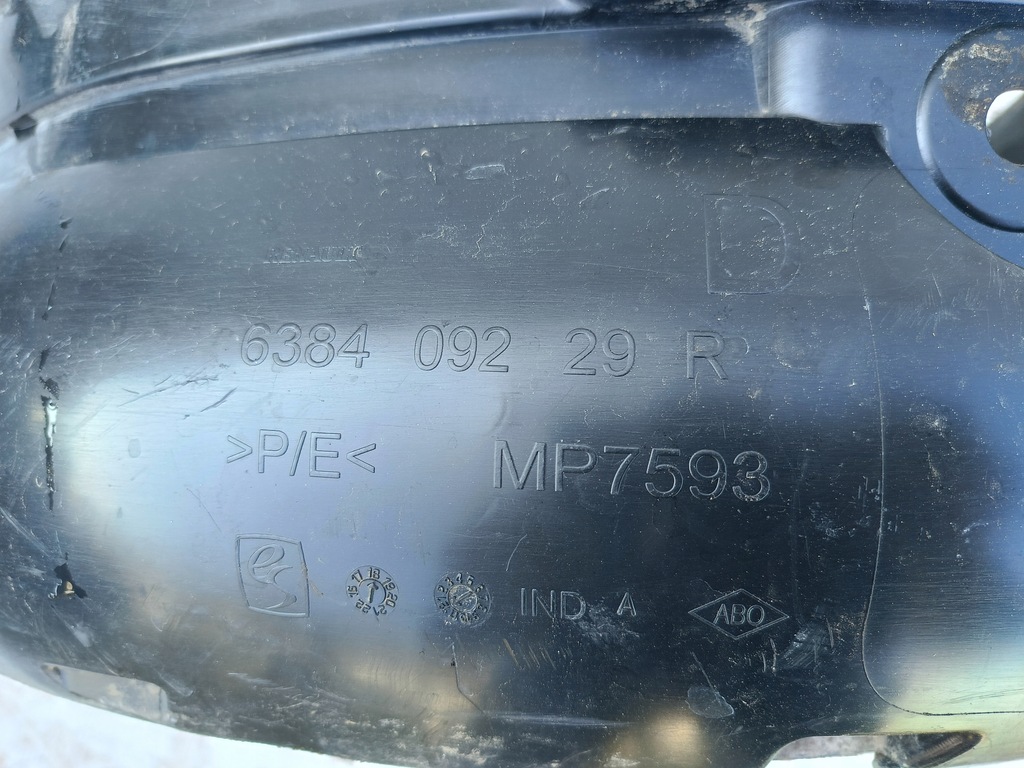 D
6384 092 29 R
>P/E< MP7593
IND A
ABO